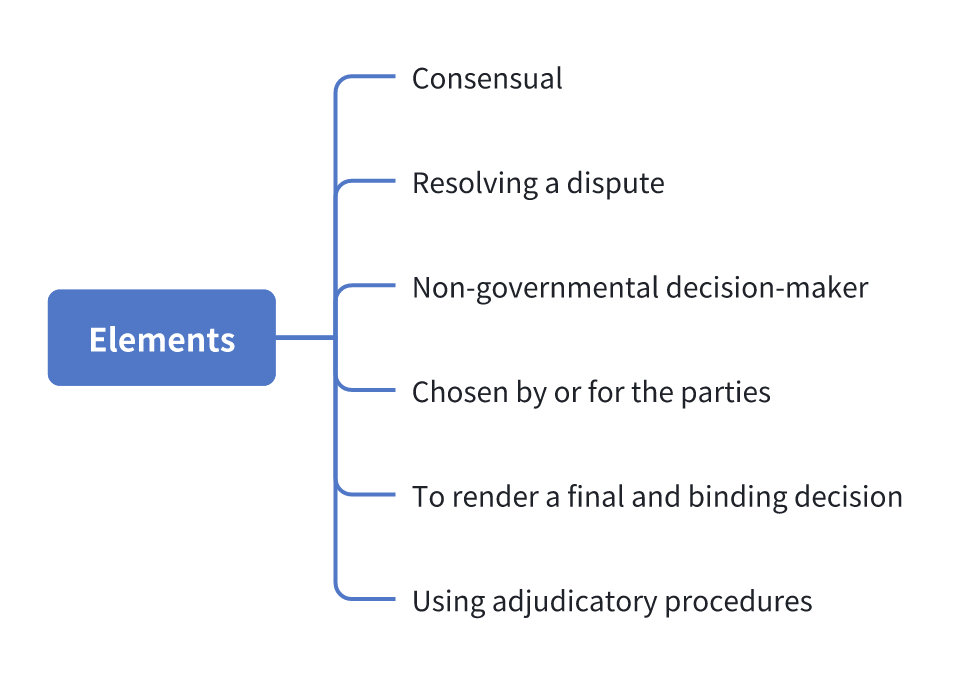 Consensual
Resolving a dispute
Non-governmental decision-maker
Elements
Chosen by or for the parties
To render a final and binding decision
Using adjudicatory procedures